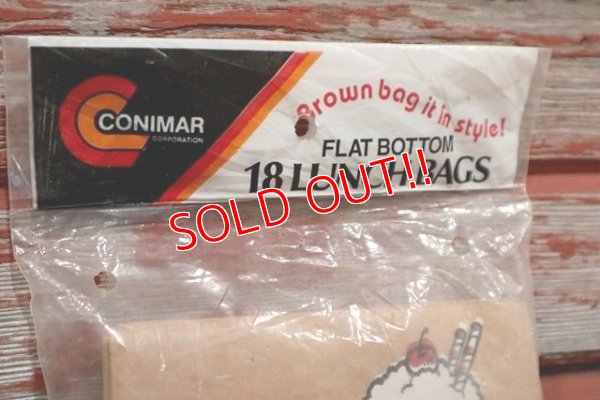 CONIMAR
CORPORATION
Brown bag it in style!
FLAT BOTTOM
18 LUNCH BAGS
SOLD OUT!!